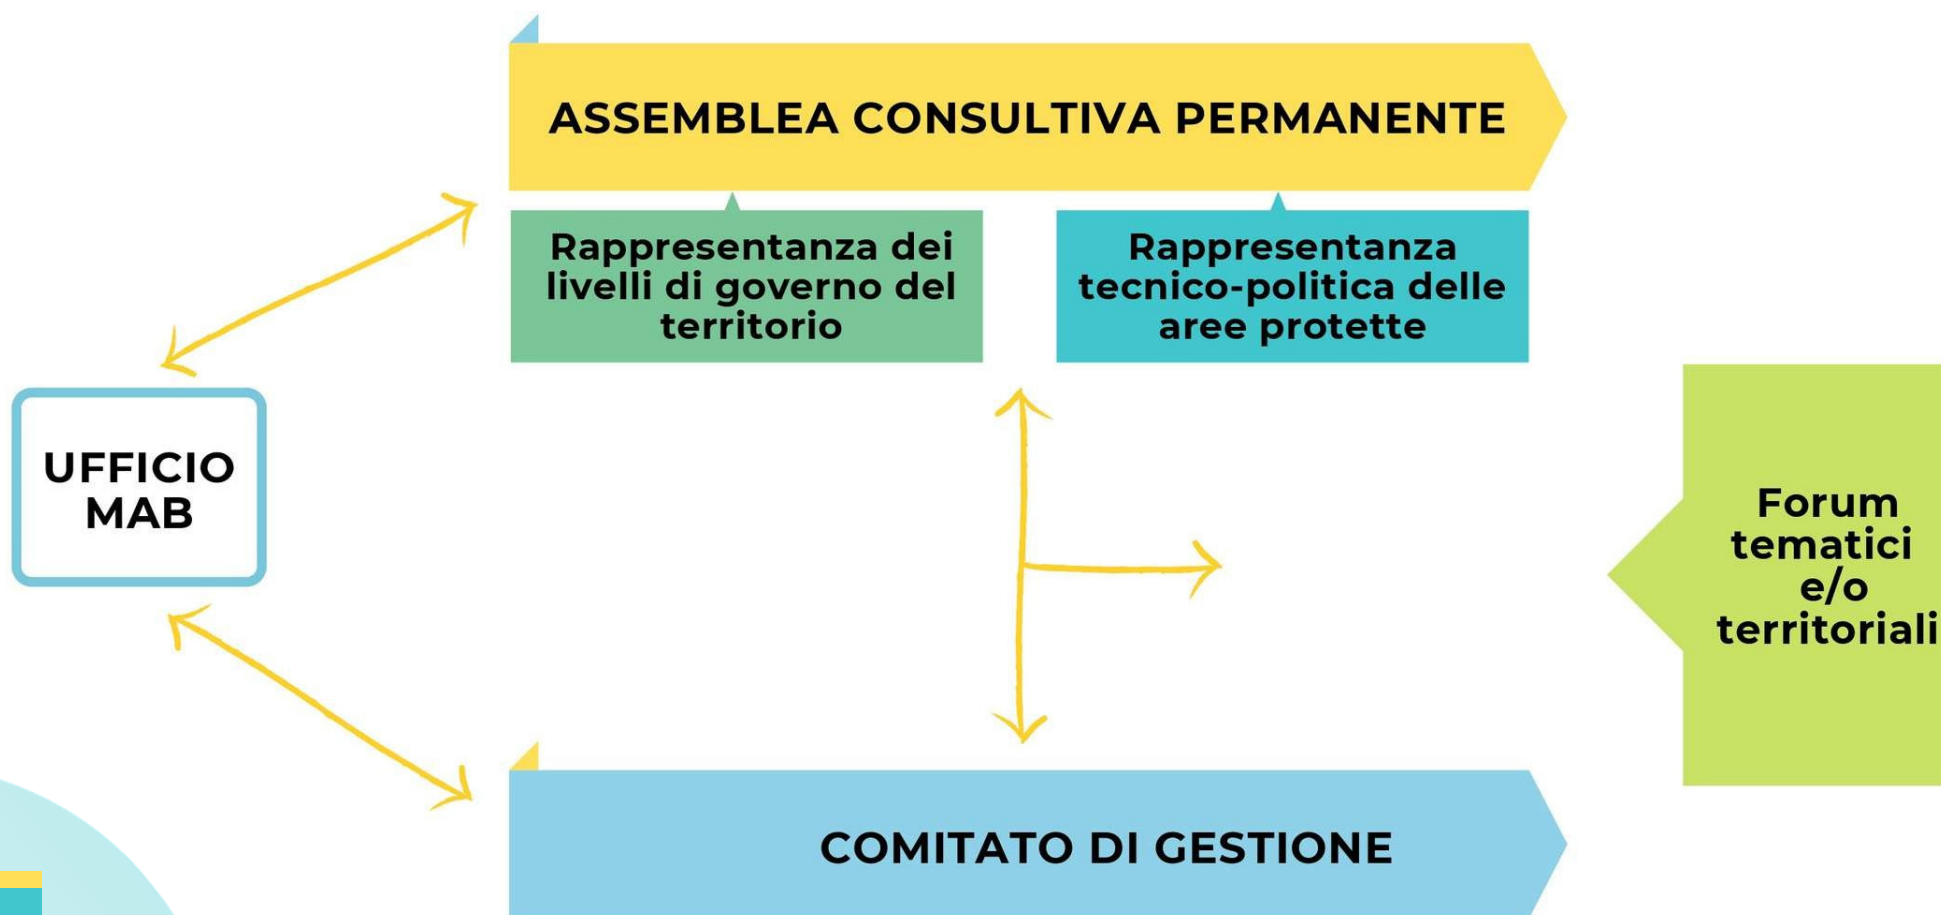 ASSEMBLEA CONSULTIVA PERMANENTE
Rappresentanza dei
livelli di governo del
territorio
Rappresentanza
tecnico-politica delle
aree protette
UFFICIO
MAB
Forum
tematici
e/o
territoriali
COMITATO DI GESTIONE